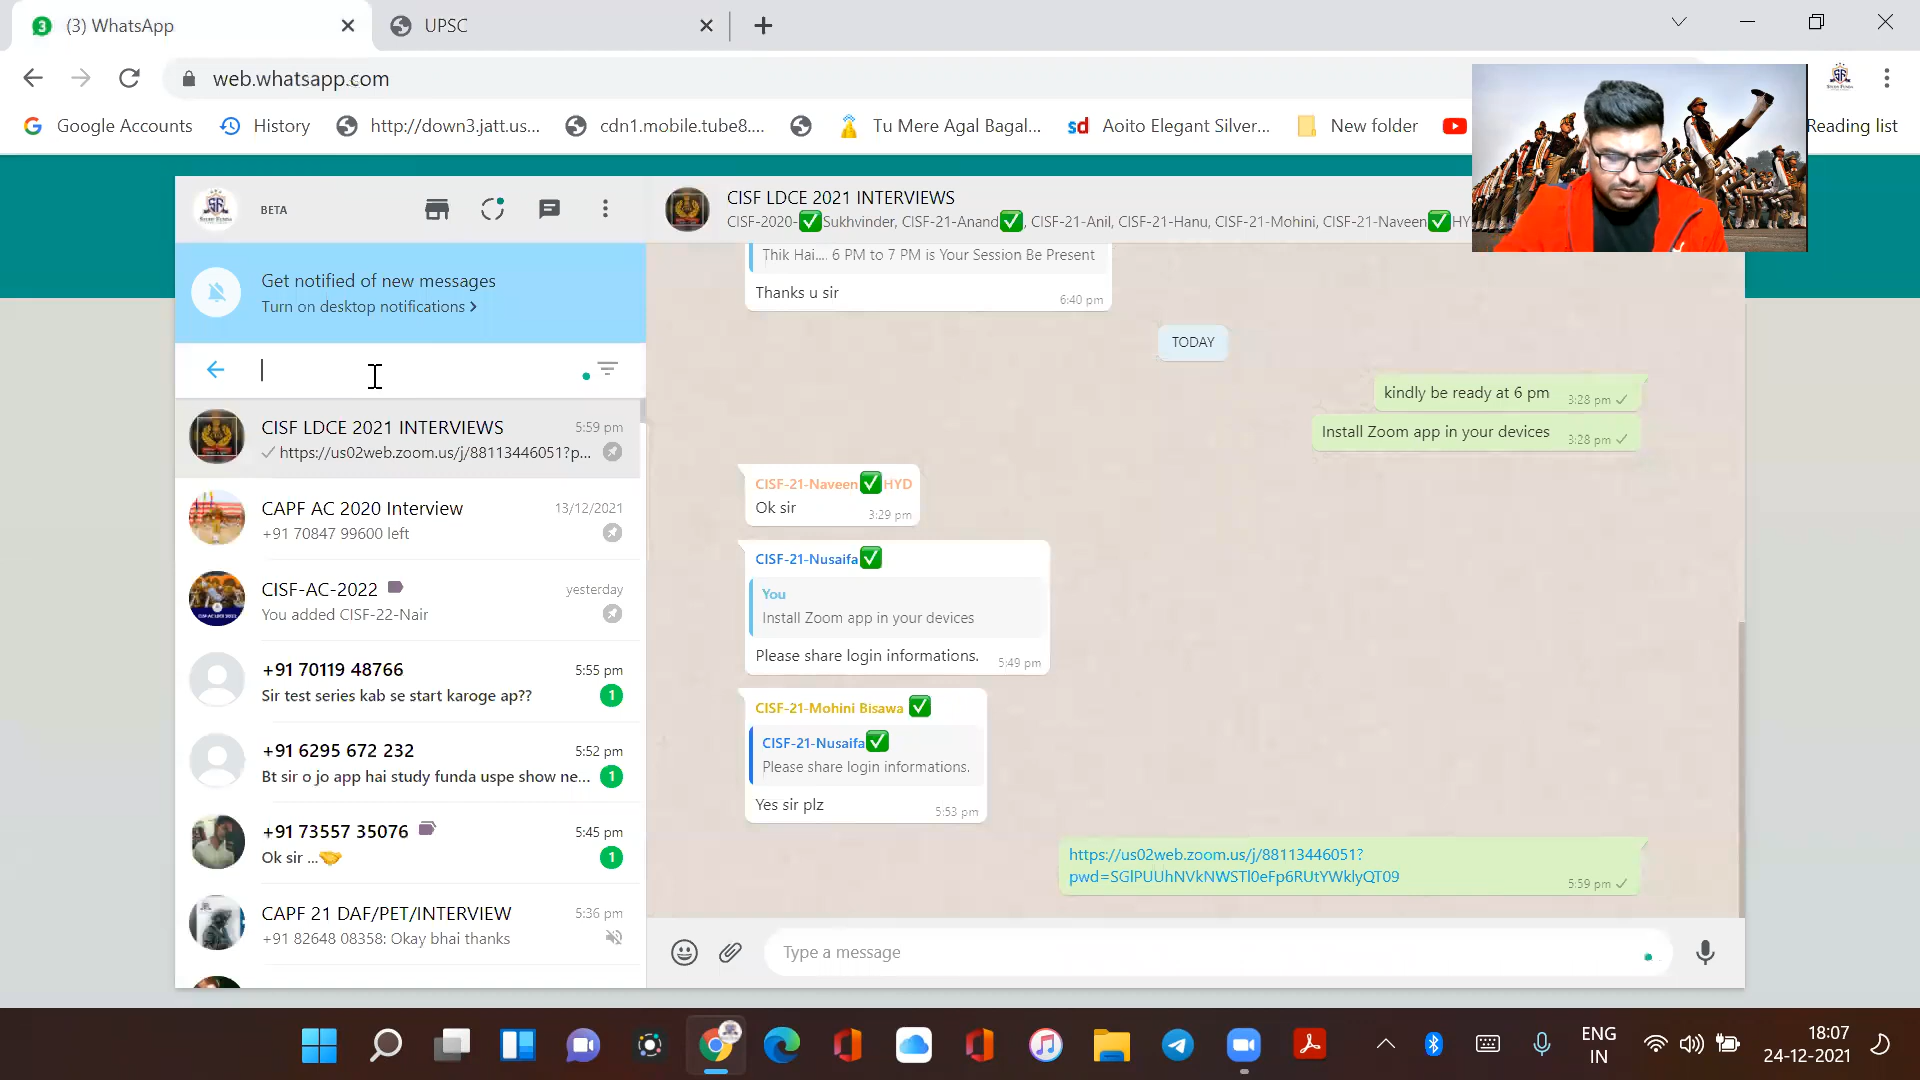 3
(3) WhatsApp
UPSC
web.whatsapp.com
Google Accounts
History
http://down3.jatt.us...
cdn1.mobile.tube8....
Tu Mere Agal Bagal...
sd
Aoito Elegant Silver...
New folder
Reading list
BETA
CISF LDCE 2021 INTERVIEWS
CISF-2020-✅Sukhvinder, CISF-21-Anand✅, CISF-21-Anil, CISF-21-Hanu, CISF-21-Mohini, CISF-21-Naveen✅HY
Get notified of new messages
Turn on desktop notifications >
CISF LDCE 2021 INTERVIEWS
5:59 pm
https://us02web.zoom.us/j/88113446051?p...
CAPF AC 2020 Interview
13/12/2021
+91 70847 99600 left
CISF-AC-2022
yesterday
You added CISF-22-Nair
+91 70119 48766
5:55 pm
Sir test series kab se start karoge ap??
1
+91 6295 672 232
5:52 pm
Bt sir o jo app hai study funda uspe show ne...
1
+91 73557 35076
5:45 pm
Ok sir ...🤝
1
CAPF 21 DAF/PET/INTERVIEW
5:36 pm
+91 82648 08358: Okay bhai thanks
Thik Hai.... 6 PM to 7 PM is Your Session Be Present
Thanks u sir
6:40 pm
TODAY
kindly be ready at 6 pm
3:28 pm
Install Zoom app in your devices
3:28 pm
CISF-21-Naveen✅HYD
Ok sir
3:29 pm
CISF-21-Nusaifa✅
You
Install Zoom app in your devices
Please share login informations.
5:49 pm
CISF-21-Mohini Bisawa ✅
CISF-21-Nusaifa✅
Please share login informations.
Yes sir plz
5:53 pm
https://us02web.zoom.us/j/88113446051?
pwd=SGlPUUhNVkNWSTl0eFp6RUtYWklyQT09
5:59 pm
Type a message
ENG
IN
18:07
24-12-2021